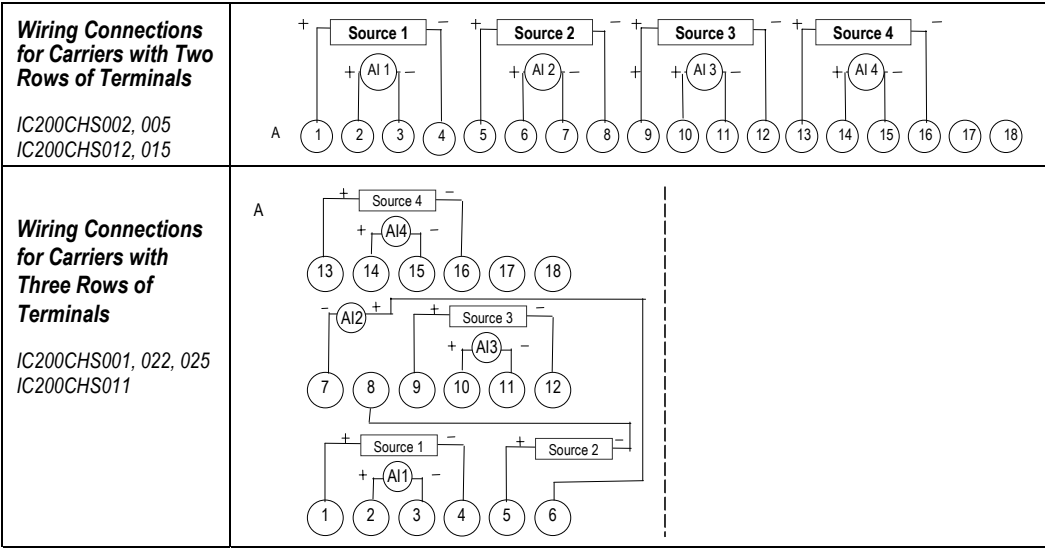 Wiring Connections
for Carriers with Two
Rows of Terminals
IC200CHS002, 005
IC200CHS012, 015
+ Source 1 − + Source 2 − + Source 3 − + Source 4 −
+ AI 1 − + AI 2 − + + AI 3 − + AI 4 −
A 1 2 3 4 5 6 7 8 9 10 11 12 13 14 15 16 17 18
Wiring Connections
for Carriers with
Three Rows of
Terminals
IC200CHS001, 022, 025
IC200CHS011
A
+ Source 4 −
+ AI4 −
13 14 15 16 17 18
− AI2 + + Source 3 −
+ AI3 −
7 8 9 10 11 12
+ Source 1 − + Source 2 −
+ AI1 −
1 2 3 4 5 6